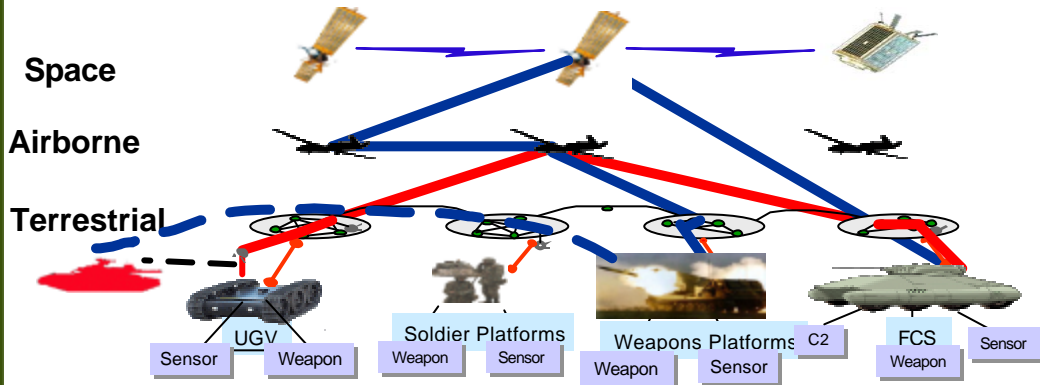 Space
Airborne
Terrestrial
UGV
Sensor
Weapon
Soldier Platforms
Weapon
Sensor
Weapons Platforms
Weapon
Sensor
C2
FCS
Weapon
Sensor